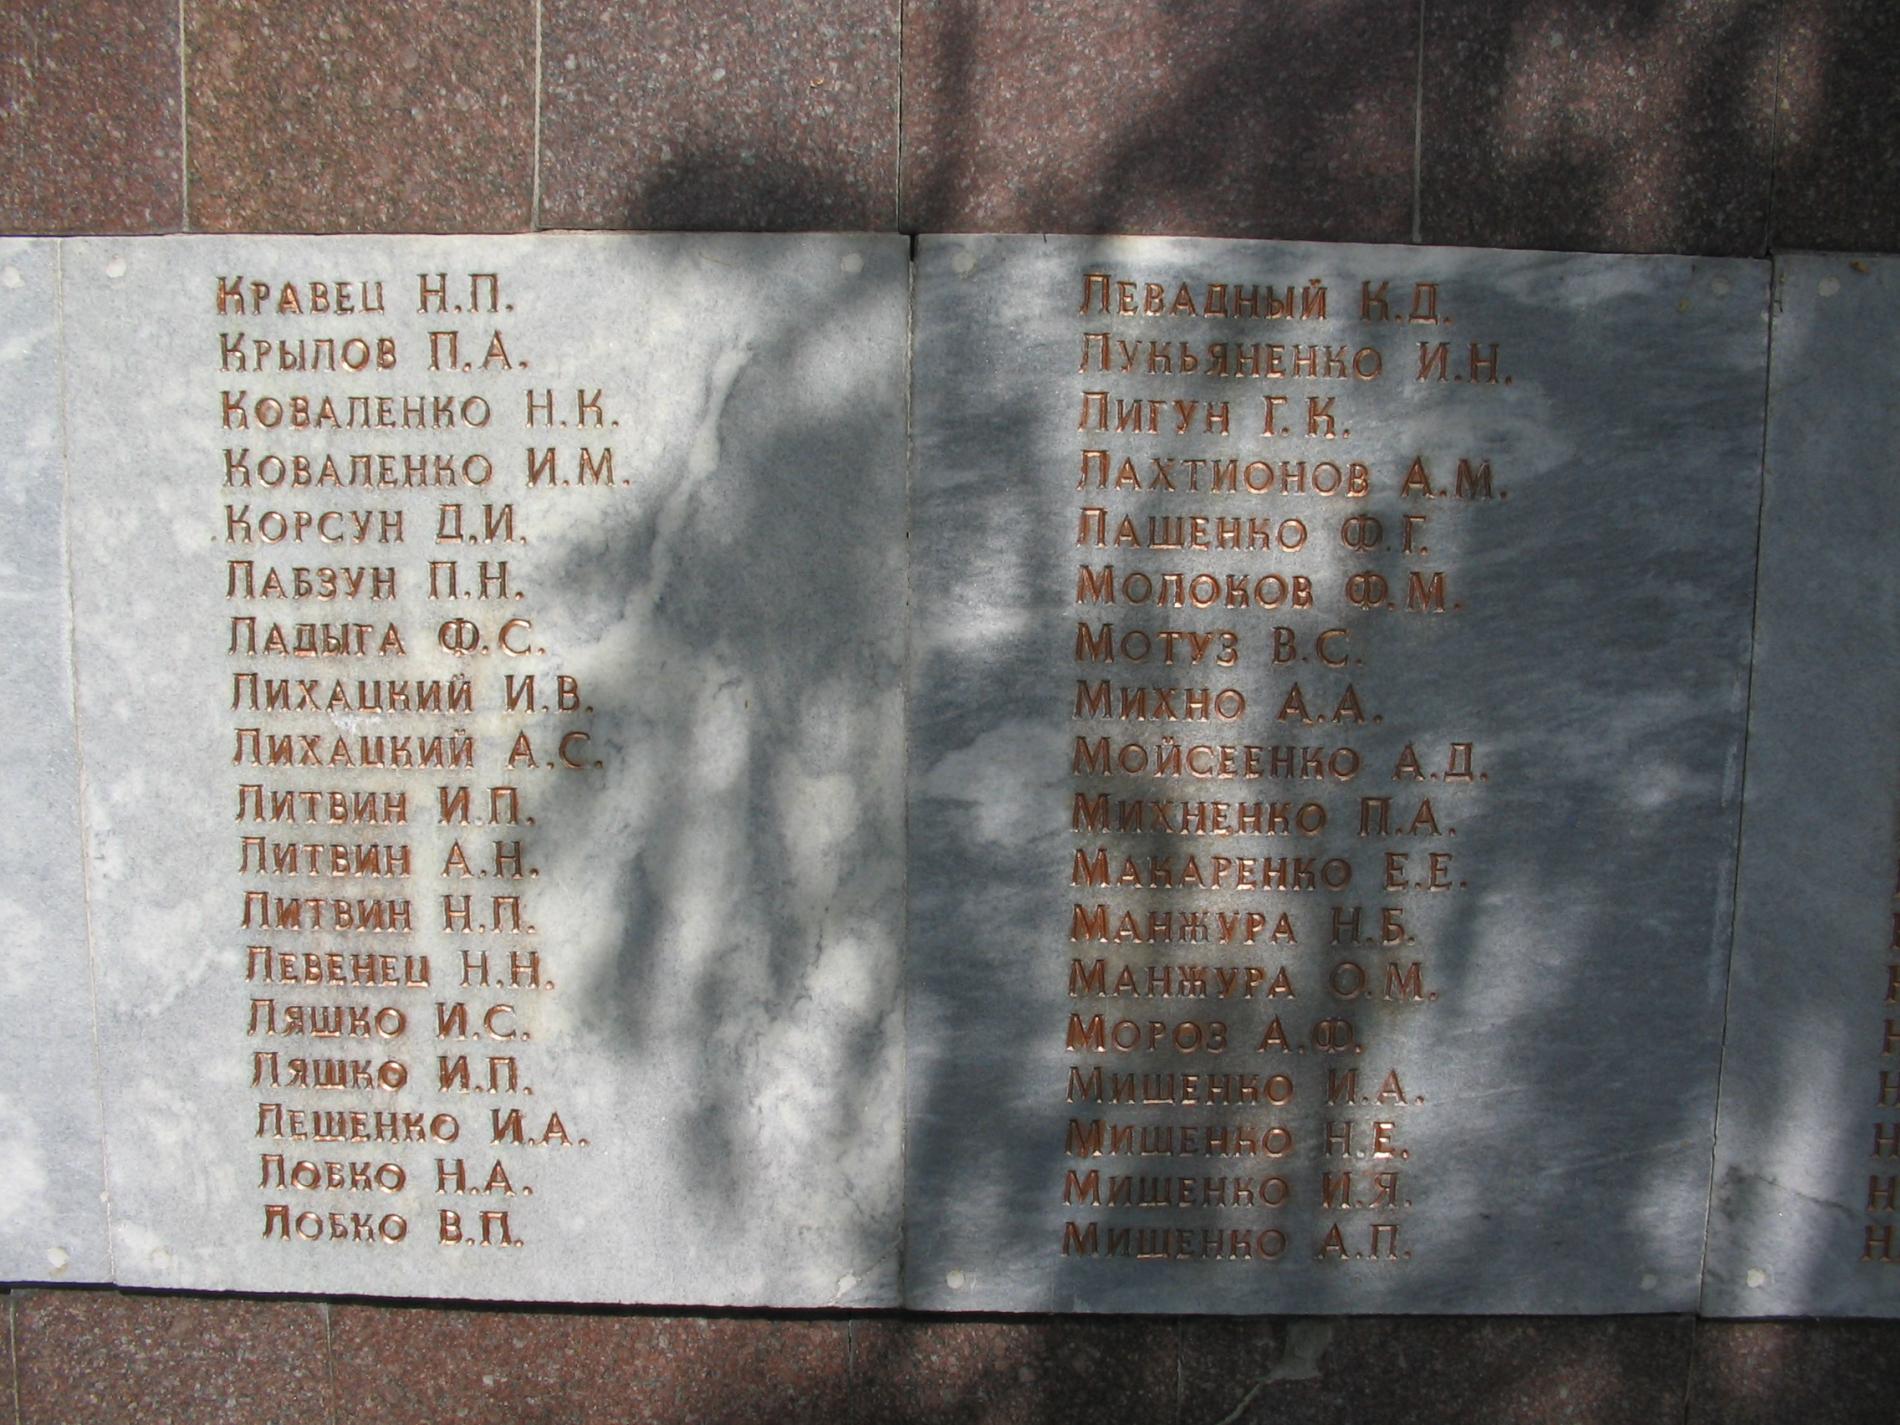 Кравец Н.П.
Крылов П.А.
Коваленко Н.К.
Коваленко И.М.
Корсун Д.И.
Лабзун П.Н.
Ладыга Ф.С.
Лихацкий И.В.
Лихацкий А.С.
Литвин И.П.
Литвин А.Н.
Литвин Н.П.
Левенец Н.Н.
Ляшко И.С.
Ляшко И.П.
Лещенко И.А.
Лобко Н.А.
Лобко В.П.
Левадный К.Д.
Лукьяненко И.Н.
Лигун Г.К.
Лахтионов А.М.
Лащенко Ф.Г.
Молоков Ф.М.
Мотуз В.С.
Михно А.А.
Мойсеенко А.Д.
Михненко П.А.
Макаренко Е.Е.
Манжура Н.Б.
Манжура О.М.
Мороз А.Ф.
Мищенко И.А.
Мищенко Н.Е.
Мищенко И.Я.
Мищенко А.П.